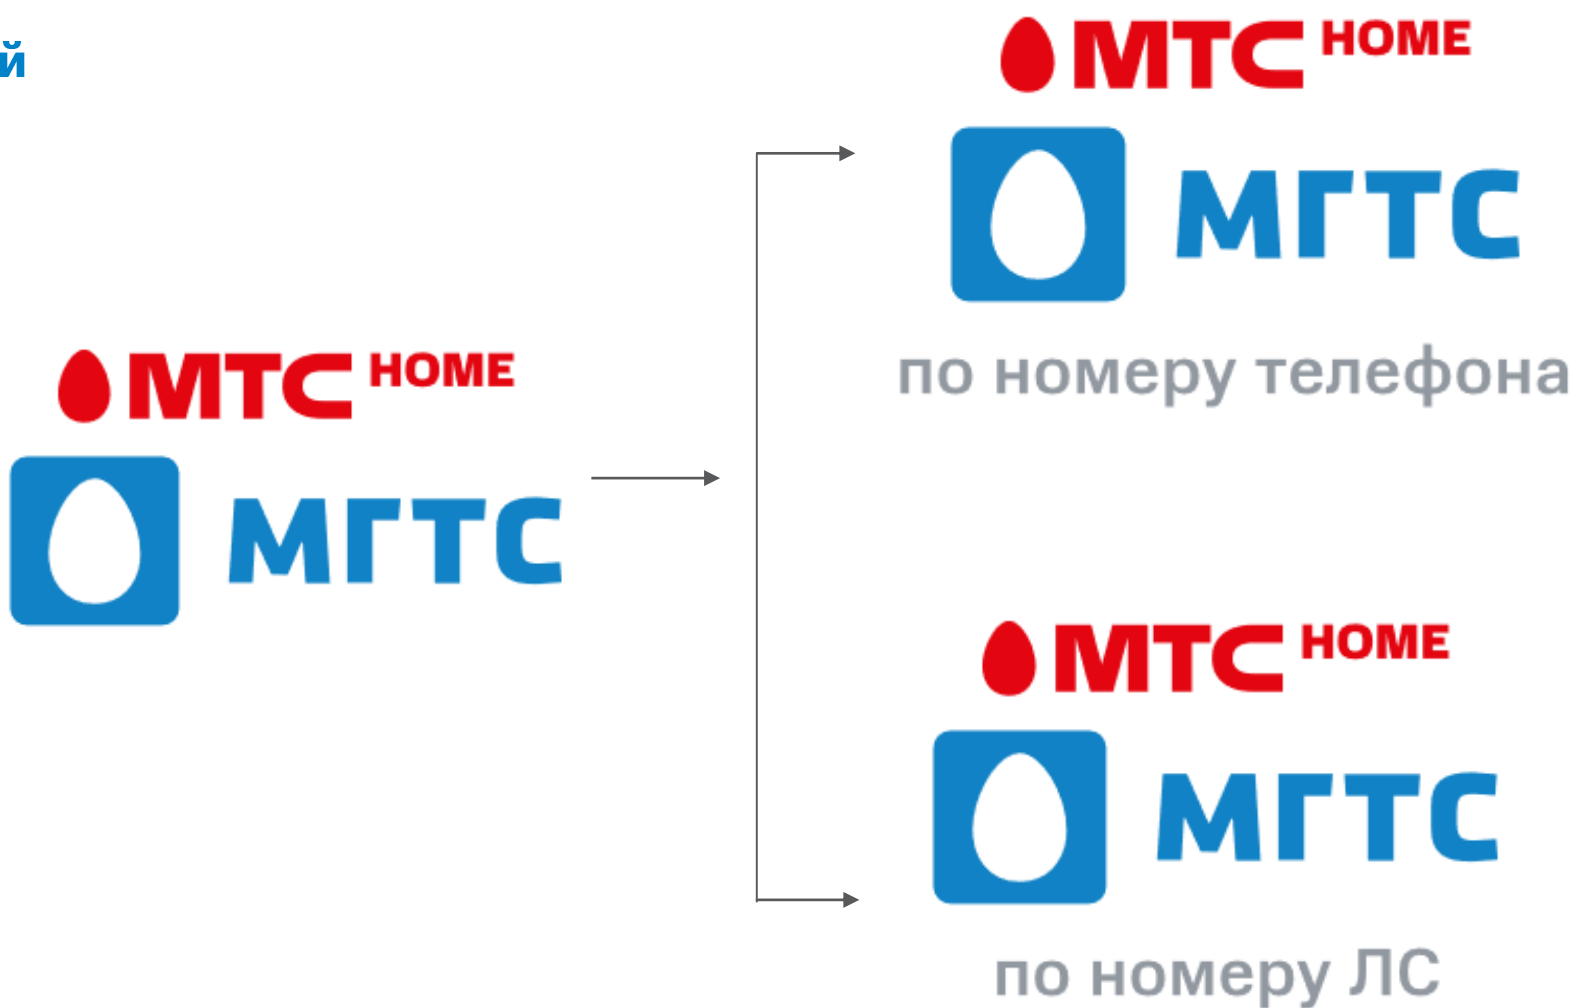 й
МТС HOME
МГТС
МТС HOME
МГТС
по номеру телефона
МТС HOME
МГТС
по номеру ЛС